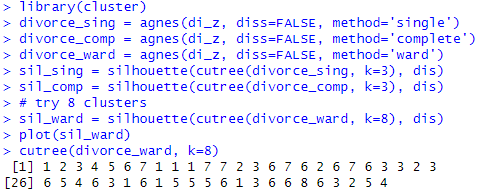 > library(cluster)
> divorce_sing = agnes(di_z, diss=FALSE, method='single')
> divorce_comp = agnes(di_z, diss=FALSE, method='complete')
> divorce_ward = agnes(di_z, diss=FALSE, method='ward')
> sil_sing = silhouette(cutree(divorce_sing, k=3), dis)
> sil_comp = silhouette(cutree(divorce_comp, k=3), dis)
> # try 8 clusters
> sil_ward = silhouette(cutree(divorce_ward, k=8), dis)
> plot(sil_ward)
> cutree(divorce_ward, k=8)
[1] 1 2 3 4 5 6 7 1 1 1 7 7 2 3 6 7 6 2 6 7 6 3 3 2 3
[26] 6 5 4 6 3 1 6 1 5 5 5 6 1 3 6 6 8 6 3 2 5 4